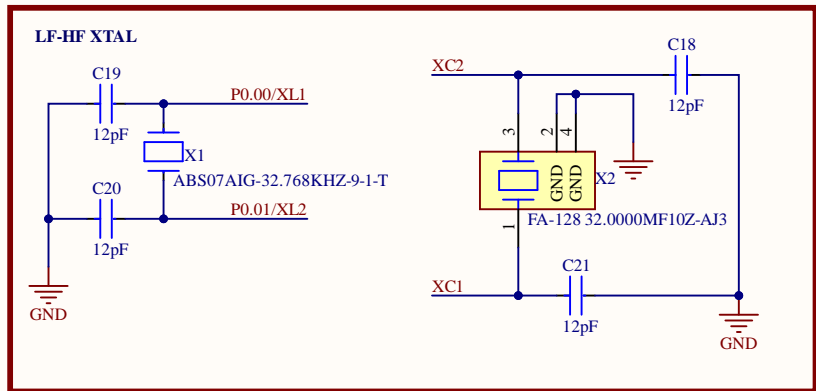 LF-HF XTAL
C19
12pF
P0.00/XL1
X1
ABS07AIG-32.768KHZ-9-1-T
C20
12pF
P0.01/XL2
GND
XC2
C18
12pF
3
2
4
GND
GND
X2
FA-128 32.0000MF10Z-AJ3
1
XC1
C21
12pF
GND